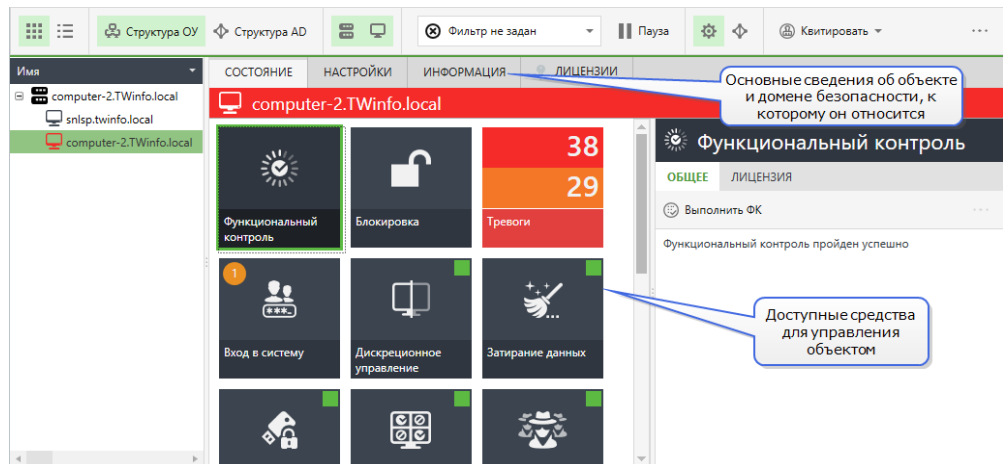 Структура ОУ
Структура AD
Фильтр не задан
Пауза
Квитировать
...
Имя
computer-2.TWinfo.local
snlsp.twinfo.local
computer-2.TWinfo.local
СОСТОЯНИЕ
НАСТРОЙКИ
ИНФОРМАЦИЯ
ЛИЦЕНЗИИ
Основные сведения об объекте
и домене безопасности, к
которому он относится
computer-2.TWinfo.local
Функциональный
контроль
Блокировка
38
29
Тревоги
1
***_
Вход в систему
Дискреционное
управление
Затирание данных
Функциональный контроль
ОБЩЕЕ
ЛИЦЕНЗИЯ
Выполнить ФК
...
Функциональный контроль пройден успешно
Доступные средства
для управления
объектом